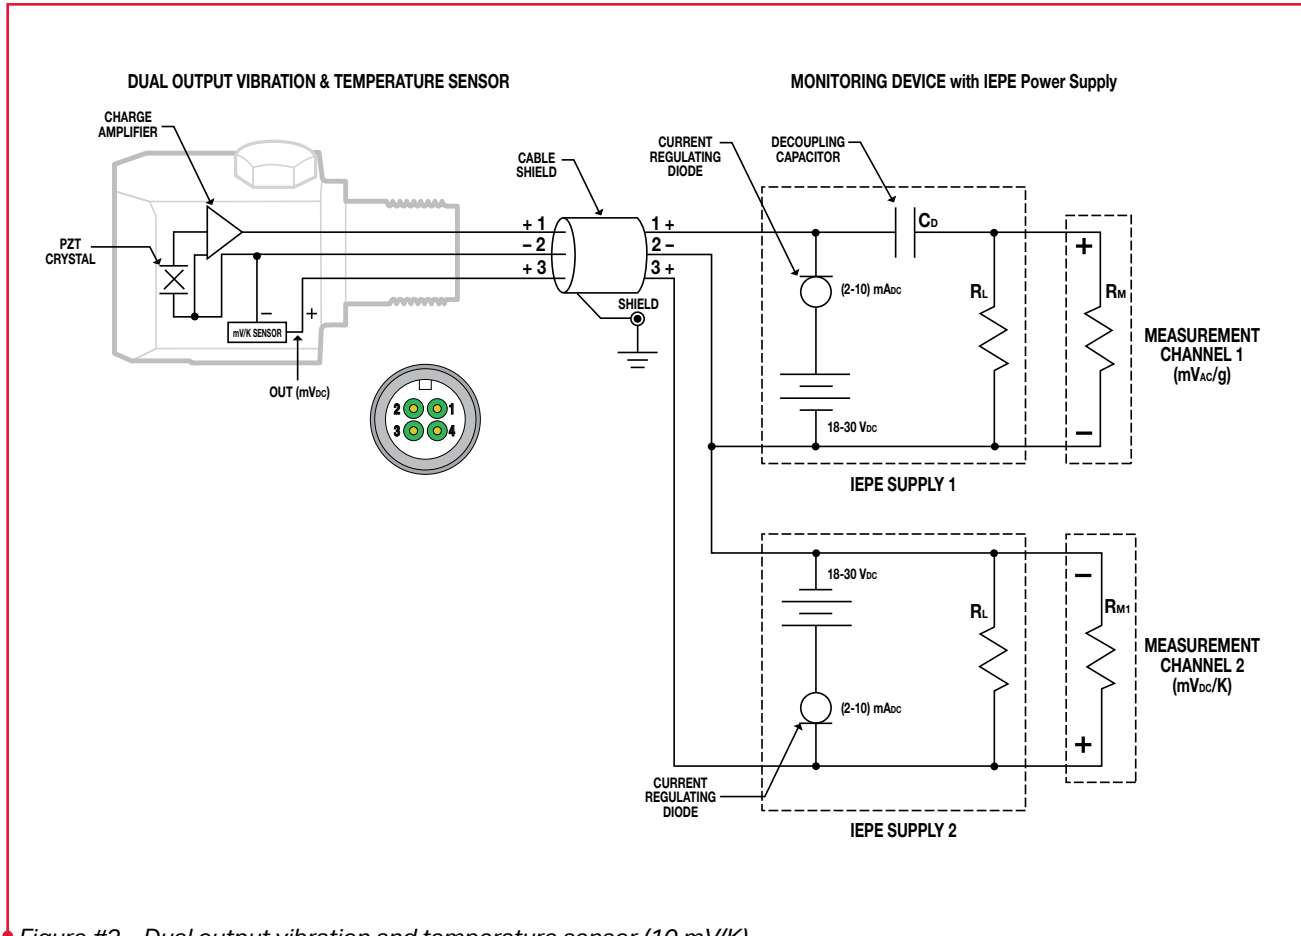 DUAL OUTPUT VIBRATION & TEMPERATURE SENSOR
MONITORING DEVICE with IEPE Power Supply
CHARGE
AMPLIFIER
CABLE
SHIELD
CURRENT
REGULATING
DIODE
DECOUPLING
CAPACITOR
PZT
CRYSTAL
+ 1
– 2
+ 3
1 +
2 –
3 +
SHIELD
CD
(2-10) mADC
RL
+
RM
–
18-30 VDC
MEASUREMENT
CHANNEL 1
(mVAC/g)
– +
mV/K SENSOR
OUT (mVDC)
2 1
3 4
IEPE SUPPLY 1
18-30 VDC
–
RL
RM1
(2-10) mADC
+
MEASUREMENT
CHANNEL 2
(mVDC/K)
CURRENT
REGULATING
DIODE
IEPE SUPPLY 2
Figure #2 – Dual output vibration and temperature sensor (10 mV/K)